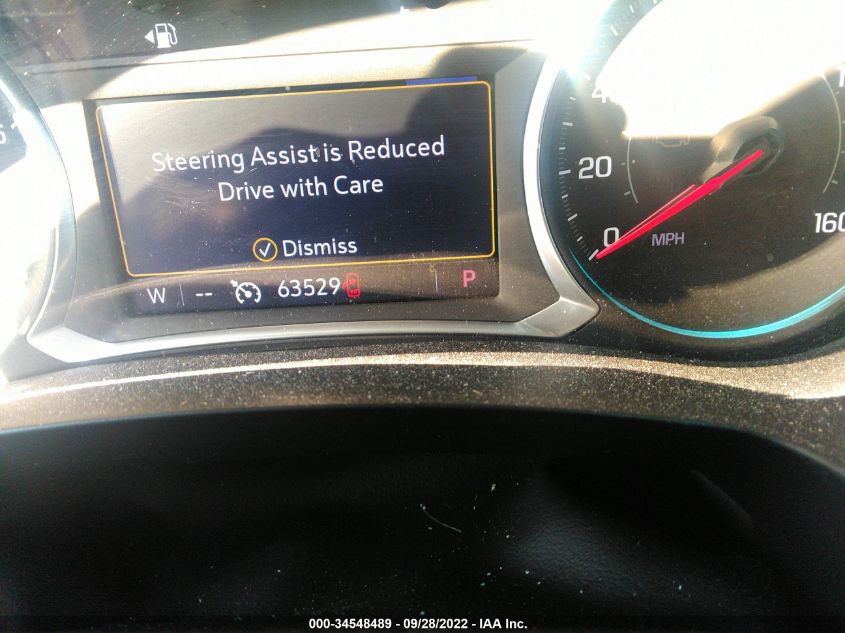 Steering Assist is Reduced
Drive with Care
Dismiss
W -- 63529 P
20
0
MPH
160
000-34548489 - 09/28/2022 - IAA Inc.